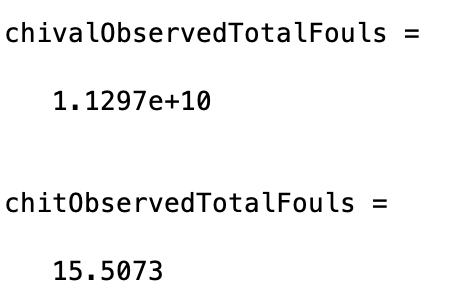 chivalObservedTotalFouls =
1.1297e+10
chitObservedTotalFouls =
15.5073